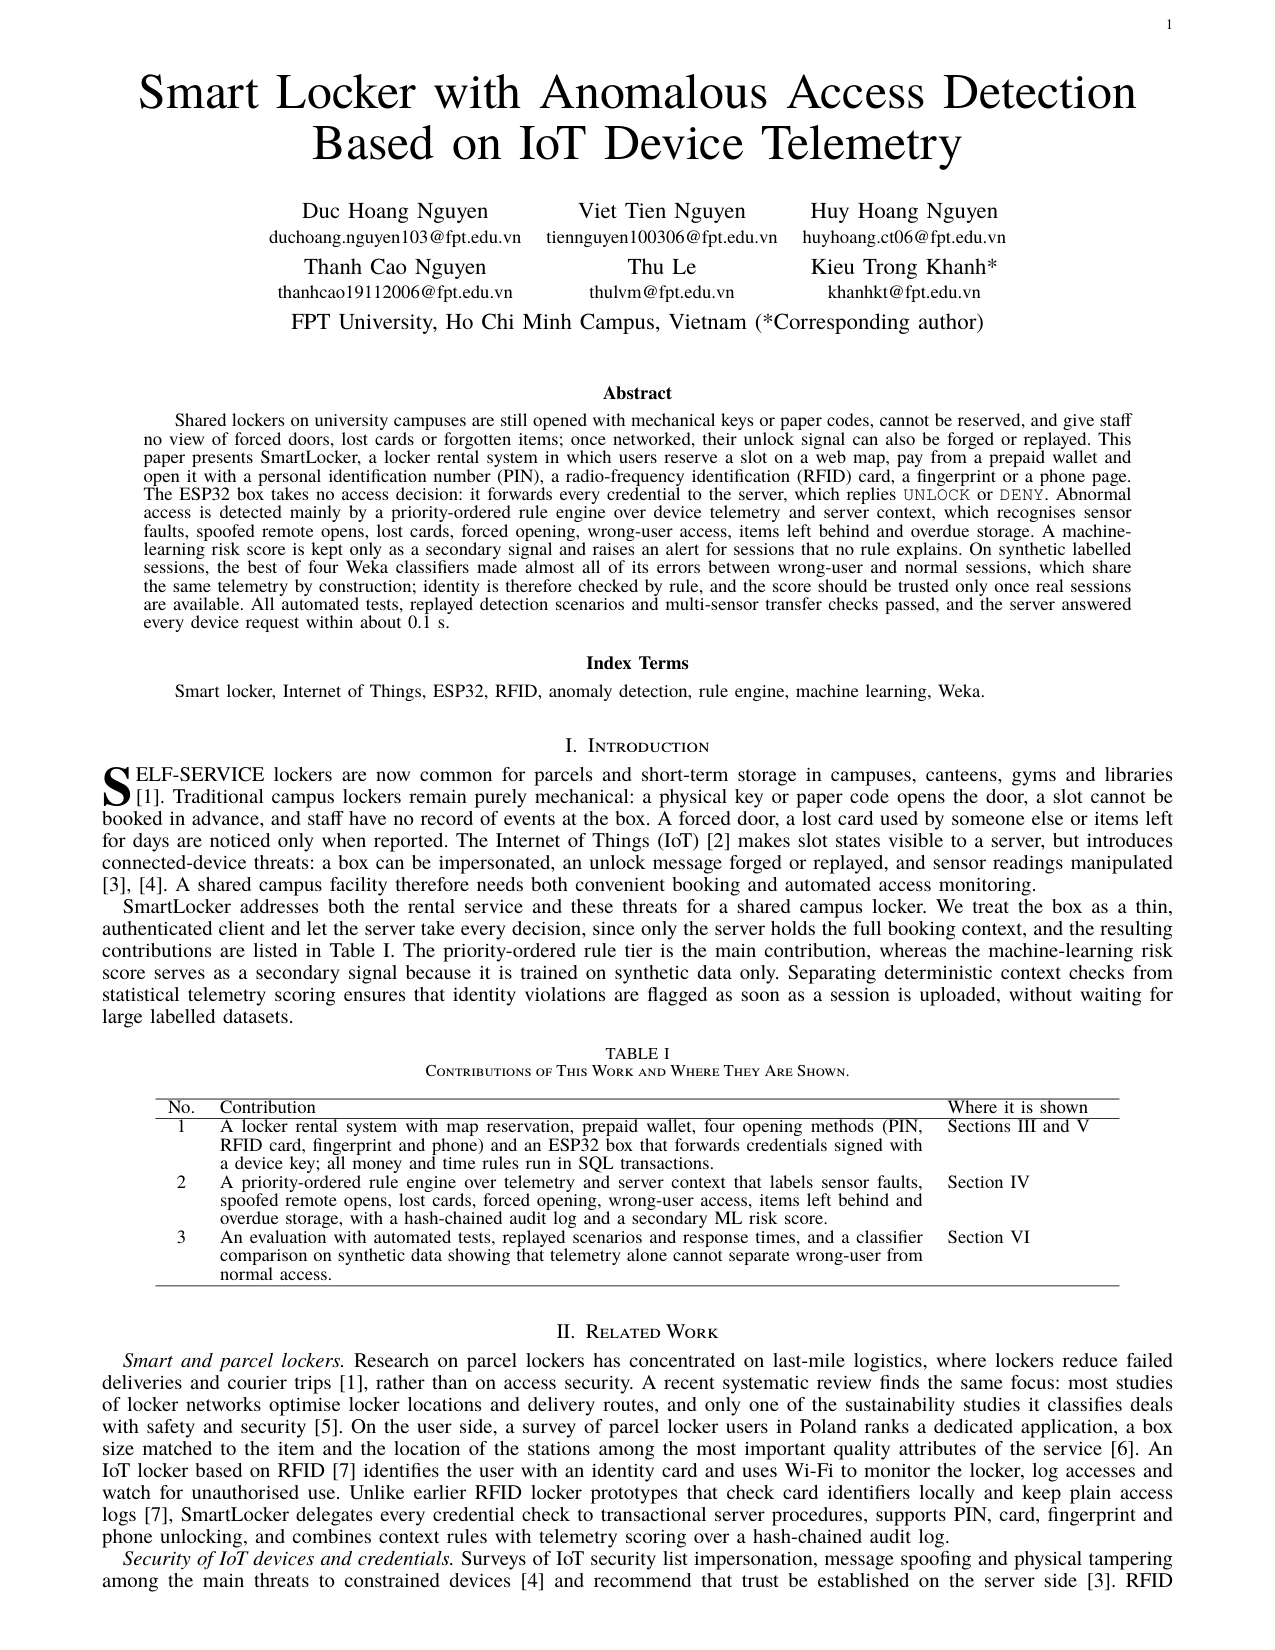 1
Smart Locker with Anomalous Access Detection
Based on IoT Device Telemetry
Duc Hoang Nguyen
duchoang.nguyen103@fpt.edu.vn
Viet Tien Nguyen
tiennguyen100306@fpt.edu.vn
Huy Hoang Nguyen
huyhoang.ct06@fpt.edu.vn
Thanh Cao Nguyen
thanhcao19112006@fpt.edu.vn
Thu Le
thulvm@fpt.edu.vn
Kieu Trong Khanh*
khanhkt@fpt.edu.vn
FPT University, Ho Chi Minh Campus, Vietnam (*Corresponding author)
Abstract
Shared lockers on university campuses are still opened with mechanical keys or paper codes, cannot be reserved, and give staff
no view of forced doors, lost cards or forgotten items; once networked, their unlock signal can also be forged or replayed. This
paper presents SmartLocker, a locker rental system in which users reserve a slot on a web map, pay from a prepaid wallet and
open it with a personal identification number (PIN), a radio-frequency identification (RFID) card, a fingerprint or a phone page.
The ESP32 box takes no access decision: it forwards every credential to the server, which replies UNLOCK or DENY. Abnormal
access is detected mainly by a priority-ordered rule engine over device telemetry and server context, which recognises sensor
faults, spoofed remote opens, lost cards, forced opening, wrong-user access, items left behind and overdue storage. A machine-
learning risk score is kept only as a secondary signal and raises an alert for sessions that no rule explains. On synthetic labelled
sessions, the best of four Weka classifiers made almost all of its errors between wrong-user and normal sessions, which share
the same telemetry by construction; identity is therefore checked by rule, and the score should be trusted only once real sessions
are available. All automated tests, replayed detection scenarios and multi-sensor transfer checks passed, and the server answered
every device request within about 0.1 s.
Index Terms
Smart locker, Internet of Things, ESP32, RFID, anomaly detection, rule engine, machine learning, Weka.
I. Introduction
SELF-SERVICE lockers are now common for parcels and short-term storage in campuses, canteens, gyms and libraries
[1]. Traditional campus lockers remain purely mechanical: a physical key or paper code opens the door, a slot cannot be
booked in advance, and staff have no record of events at the box. A forced door, a lost card used by someone else or items left
for days are noticed only when reported. The Internet of Things (IoT) [2] makes slot states visible to a server, but introduces
connected-device threats: a box can be impersonated, an unlock message forged or replayed, and sensor readings manipulated
[3], [4]. A shared campus facility therefore needs both convenient booking and automated access monitoring.
SmartLocker addresses both the rental service and these threats for a shared campus locker. We treat the box as a thin,
authenticated client and let the server take every decision, since only the server holds the full booking context, and the resulting
contributions are listed in Table I. The priority-ordered rule tier is the main contribution, whereas the machine-learning risk
score serves as a secondary signal because it is trained on synthetic data only. Separating deterministic context checks from
statistical telemetry scoring ensures that identity violations are flagged as soon as a session is uploaded, without waiting for
large labelled datasets.
TABLE I
Contributions of This Work and Where They Are Shown.
No. Contribution Where it is shown
1 A locker rental system with map reservation, prepaid wallet, four opening methods (PIN, Sections III and V
RFID card, fingerprint and phone) and an ESP32 box that forwards credentials signed with
a device key; all money and time rules run in SQL transactions.
2 A priority-ordered rule engine over telemetry and server context that labels sensor faults, Section IV
spoofed remote opens, lost cards, forced opening, wrong-user access, items left behind and
overdue storage, with a hash-chained audit log and a secondary ML risk score.
3 An evaluation with automated tests, replayed scenarios and response times, and a classifier Section VI
comparison on synthetic data showing that telemetry alone cannot separate wrong-user from
normal access.
II. Related Work
Smart and parcel lockers. Research on parcel lockers has concentrated on last-mile logistics, where lockers reduce failed
deliveries and courier trips [1], rather than on access security. A recent systematic review finds the same focus: most studies
of locker networks optimise locker locations and delivery routes, and only one of the sustainability studies it classifies deals
with safety and security [5]. On the user side, a survey of parcel locker users in Poland ranks a dedicated application, a box
size matched to the item and the location of the stations among the most important quality attributes of the service [6]. An
IoT locker based on RFID [7] identifies the user with an identity card and uses Wi-Fi to monitor the locker, log accesses and
watch for unauthorised use. Unlike earlier RFID locker prototypes that check card identifiers locally and keep plain access
logs [7], SmartLocker delegates every credential check to transactional server procedures, supports PIN, card, fingerprint and
phone unlocking, and combines context rules with telemetry scoring over a hash-chained audit log.
Security of IoT devices and credentials. Surveys of IoT security list impersonation, message spoofing and physical tampering
among the main threats to constrained devices [4] and recommend that trust be established on the server side [3]. RFID